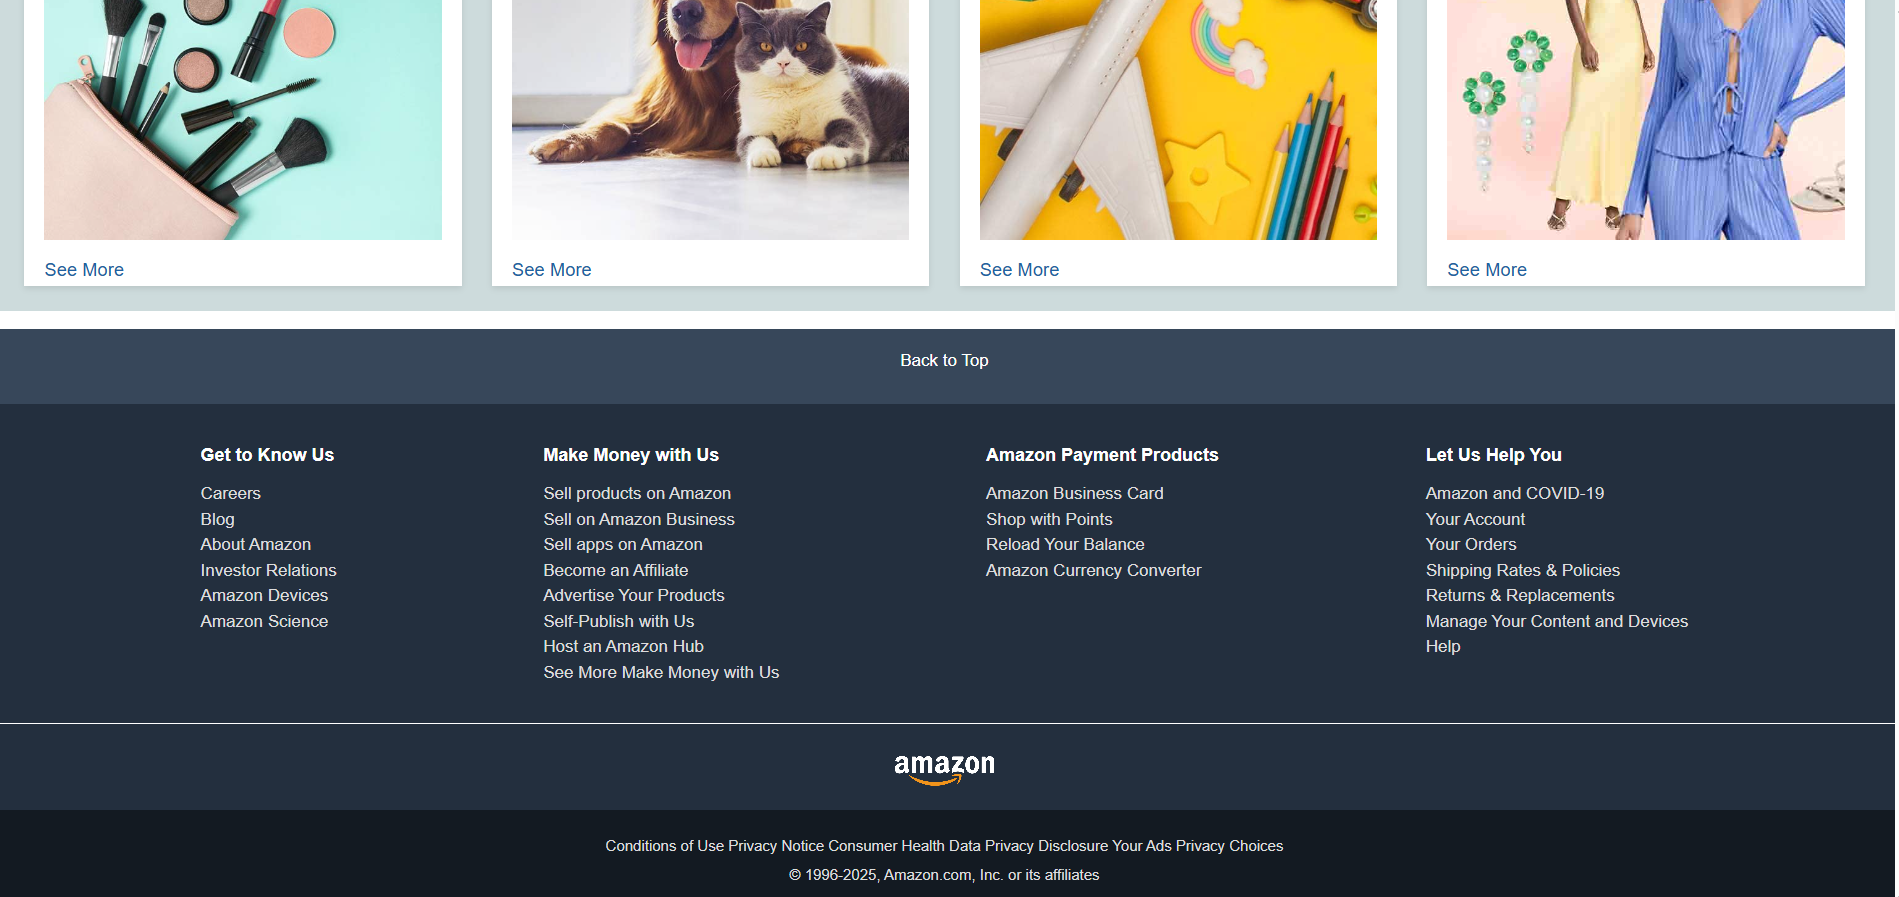 See More
See More
See More
See More
Back to Top
Get to Know Us
Careers
Blog
About Amazon
Investor Relations
Amazon Devices
Amazon Science
Make Money with Us
Sell products on Amazon
Sell on Amazon Business
Sell apps on Amazon
Become an Affiliate
Advertise Your Products
Self-Publish with Us
Host an Amazon Hub
See More Make Money with Us
Amazon Payment Products
Amazon Business Card
Shop with Points
Reload Your Balance
Amazon Currency Converter
Let Us Help You
Amazon and COVID-19
Your Account
Your Orders
Shipping Rates & Policies
Returns & Replacements
Manage Your Content and Devices
Help
amazon
Conditions of Use Privacy Notice Consumer Health Data Privacy Disclosure Your Ads Privacy Choices
© 1996-2025, Amazon.com, Inc. or its affiliates